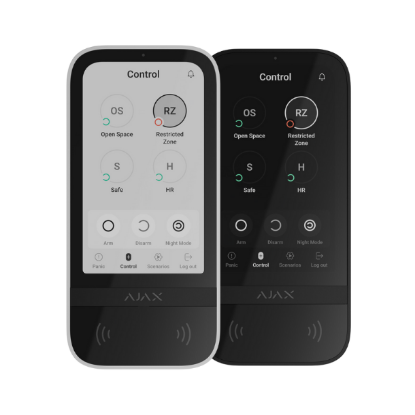 Control
OS
RZ
Open Space
Restricted
Zone
S
H
Safe
HR
Arm
Disarm
Night Mode
Panic
Control
Scenarios
Log out
AJAX
Control
OS
RZ
Open Space
Restricted
Zone
S
H
Safe
HR
Arm
Disarm
Night Mode
Panic
Control
Scenarios
Log out
AJAX